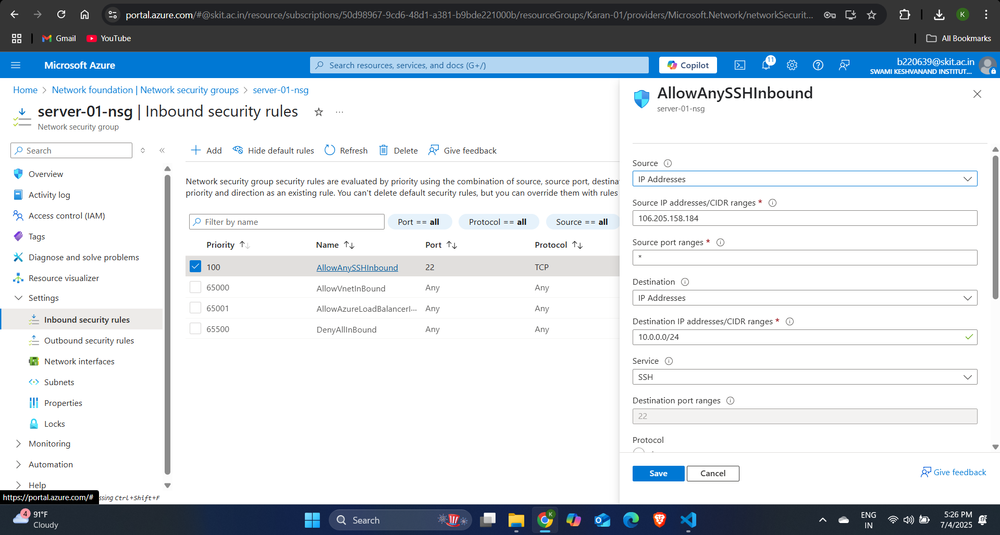 portal.azure.com/#@skit.ac.in/resource/subscriptions/50d98967-9cd6-48d1-a381-b9bde221000b/resourceGroups/Karan-01/providers/Microsoft.Network/networkSecurit...
K
Gmail
YouTube
All Bookmarks
Microsoft Azure
Search resources, services, and docs (G+/)
Copilot
11
b220639@skit.ac.in
SWAMI KESHVANAND INSTITUT...
Home > Network foundation | Network security groups > server-01-nsg
server-01-nsg | Inbound security rules
Network security group
Search
Overview
Activity log
Access control (IAM)
Tags
Diagnose and solve problems
Resource visualizer
Settings
Inbound security rules
Outbound security rules
Network interfaces
Subnets
Properties
Locks
Monitoring
Automation
Help
https://portal.azure.com/#
ssing Ctrl+Shift+F
Add
Hide default rules
Refresh
Delete
Give feedback
Network security group security rules are evaluated by priority using the combination of source, source port, destina
priority and direction as an existing rule. You can't delete default security rules, but you can override them with rules
Filter by name
Port == all
Protocol == all
Source == all
Priority Name Port Protocol
100 AllowAnySSHInbound 22 TCP
65000 AllowVnetInBound Any Any
65001 AllowAzureLoadBalancerI... Any Any
65500 DenyAllInBound Any Any
AllowAnySSHInbound
server-01-nsg
Source
IP Addresses
Source IP addresses/CIDR ranges *
106.205.158.184
Source port ranges *
*
Destination
IP Addresses
Destination IP addresses/CIDR ranges *
10.0.0.0/24
Service
SSH
Destination port ranges
22
Protocol
Save
Cancel
Give feedback
4
91°F
Cloudy
Search
K
ENG
IN
5:26 PM
7/4/2025